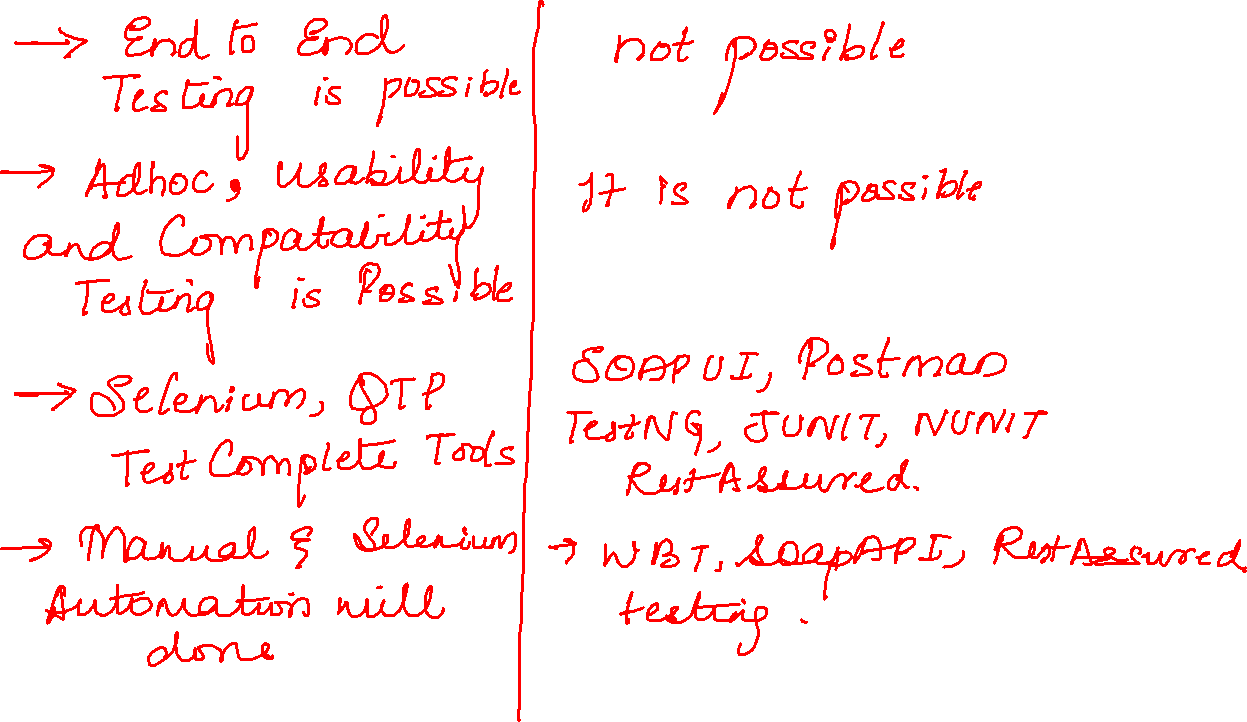 → End to End
Testing is possible
→ Adhoc, Usability
and Compatability
Testing is Possible
→ Selenium, QTP
Test Complete Tools
→ Manual & Selenium
Automation will
done
not possible
It is not possible
SOAP UI, Postman
TestNG, JUNIT, NUNIT
RestAssured.
→ WBT, SoapAPI, RestAssured
testing.